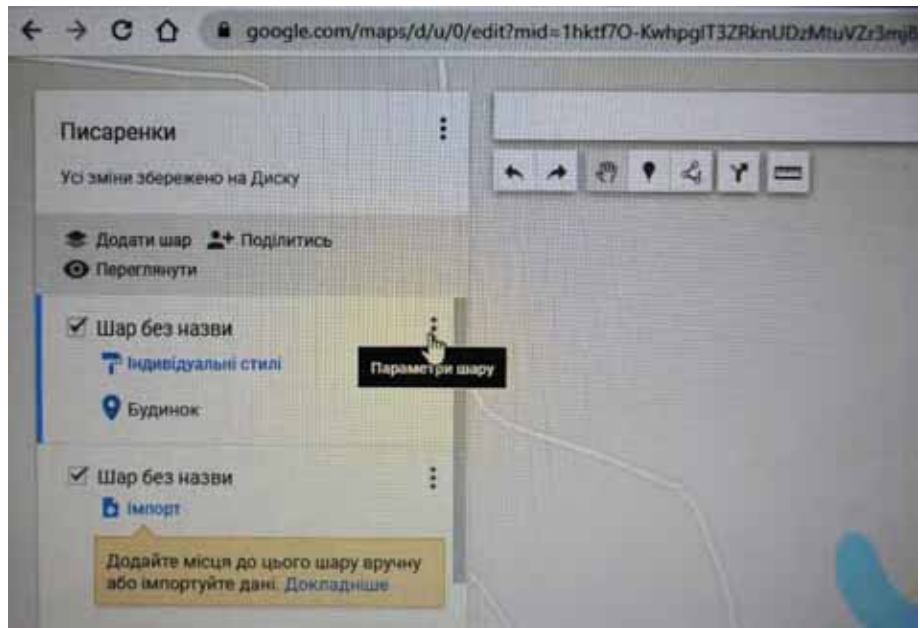 google.com/maps/d/u/0/edit?mid=
Писаренки
Усі зміни збережено на Диску
Додати шар Поділитись
Переглянути
Шар без назви
Індивідуальні стилі
Параметри шару
Будинок
Шар без назви
Імпорт
Додайте місця до цього шару вручну
або імпортуйте дані. Докладніше